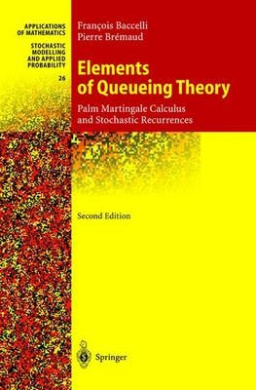 APPLICATIONS
OF MATHEMATICS
STOCHASTIC
MODELLING
AND APPLIED
PROBABILITY
26
François Baccelli
Pierre Brémaud
Elements
of Queueing Theory
Palm Martingale Calculus
and Stochastic Recurrences
Second Edition
Springer